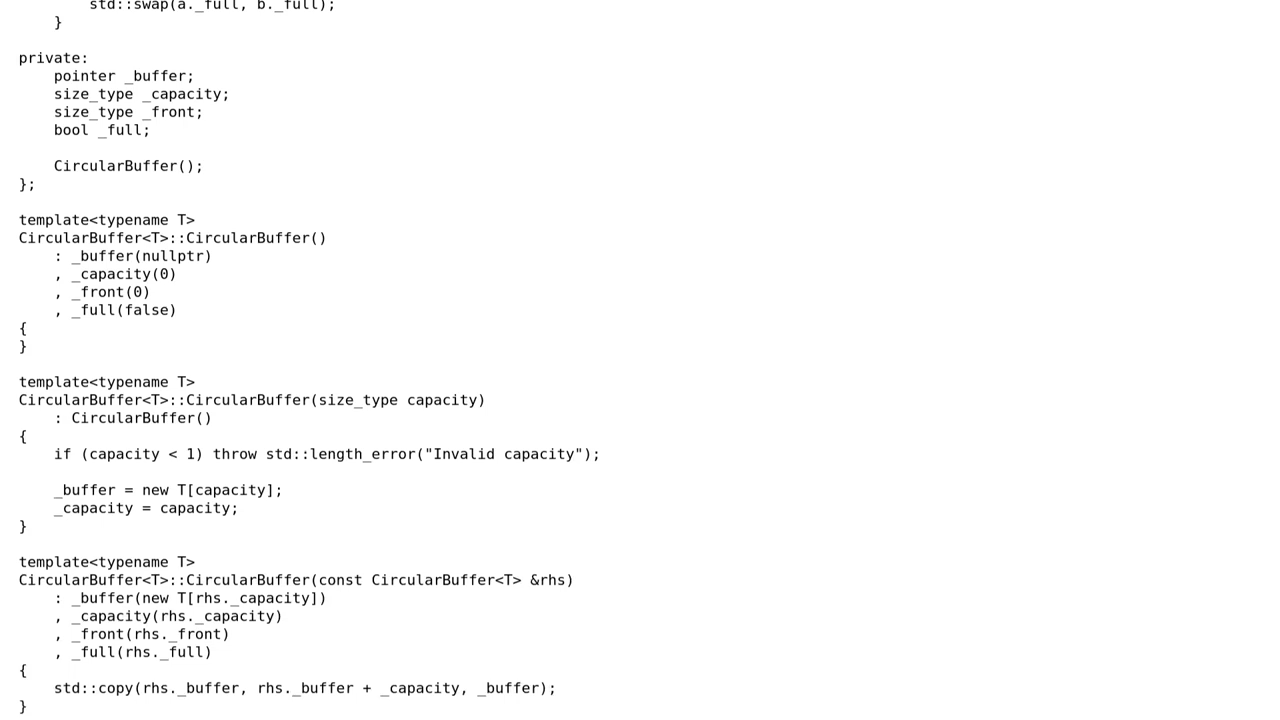 std::swap(a._full, b._full);
    }

private:
    pointer _buffer;
    size_type _capacity;
    size_type _front;
    bool _full;

    CircularBuffer();
};

template<typename T>
CircularBuffer<T>::CircularBuffer()
    : _buffer(nullptr)
    , _capacity(0)
    , _front(0)
    , _full(false)
{
}

template<typename T>
CircularBuffer<T>::CircularBuffer(size_type capacity)
    : CircularBuffer()
{
    if (capacity < 1) throw std::length_error("Invalid capacity");

    _buffer = new T[capacity];
    _capacity = capacity;
}

template<typename T>
CircularBuffer<T>::CircularBuffer(const CircularBuffer<T> &rhs)
    : _buffer(new T[rhs._capacity])
    , _capacity(rhs._capacity)
    , _front(rhs._front)
    , _full(rhs._full)
{
    std::copy(rhs._buffer, rhs._buffer + _capacity, _buffer);
}